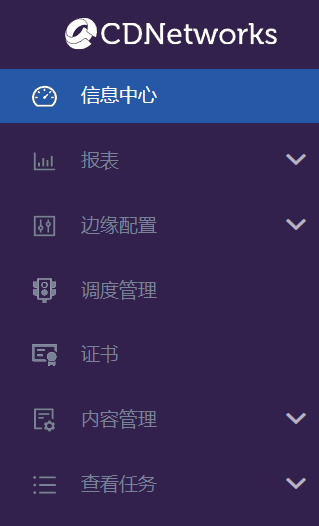 CDNetworks
信息中心
报表
边缘配置
调度管理
证书
内容管理
查看任务